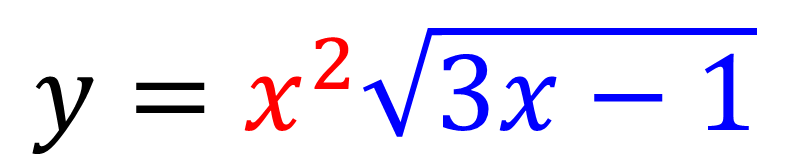 y = x²√(3x − 1)